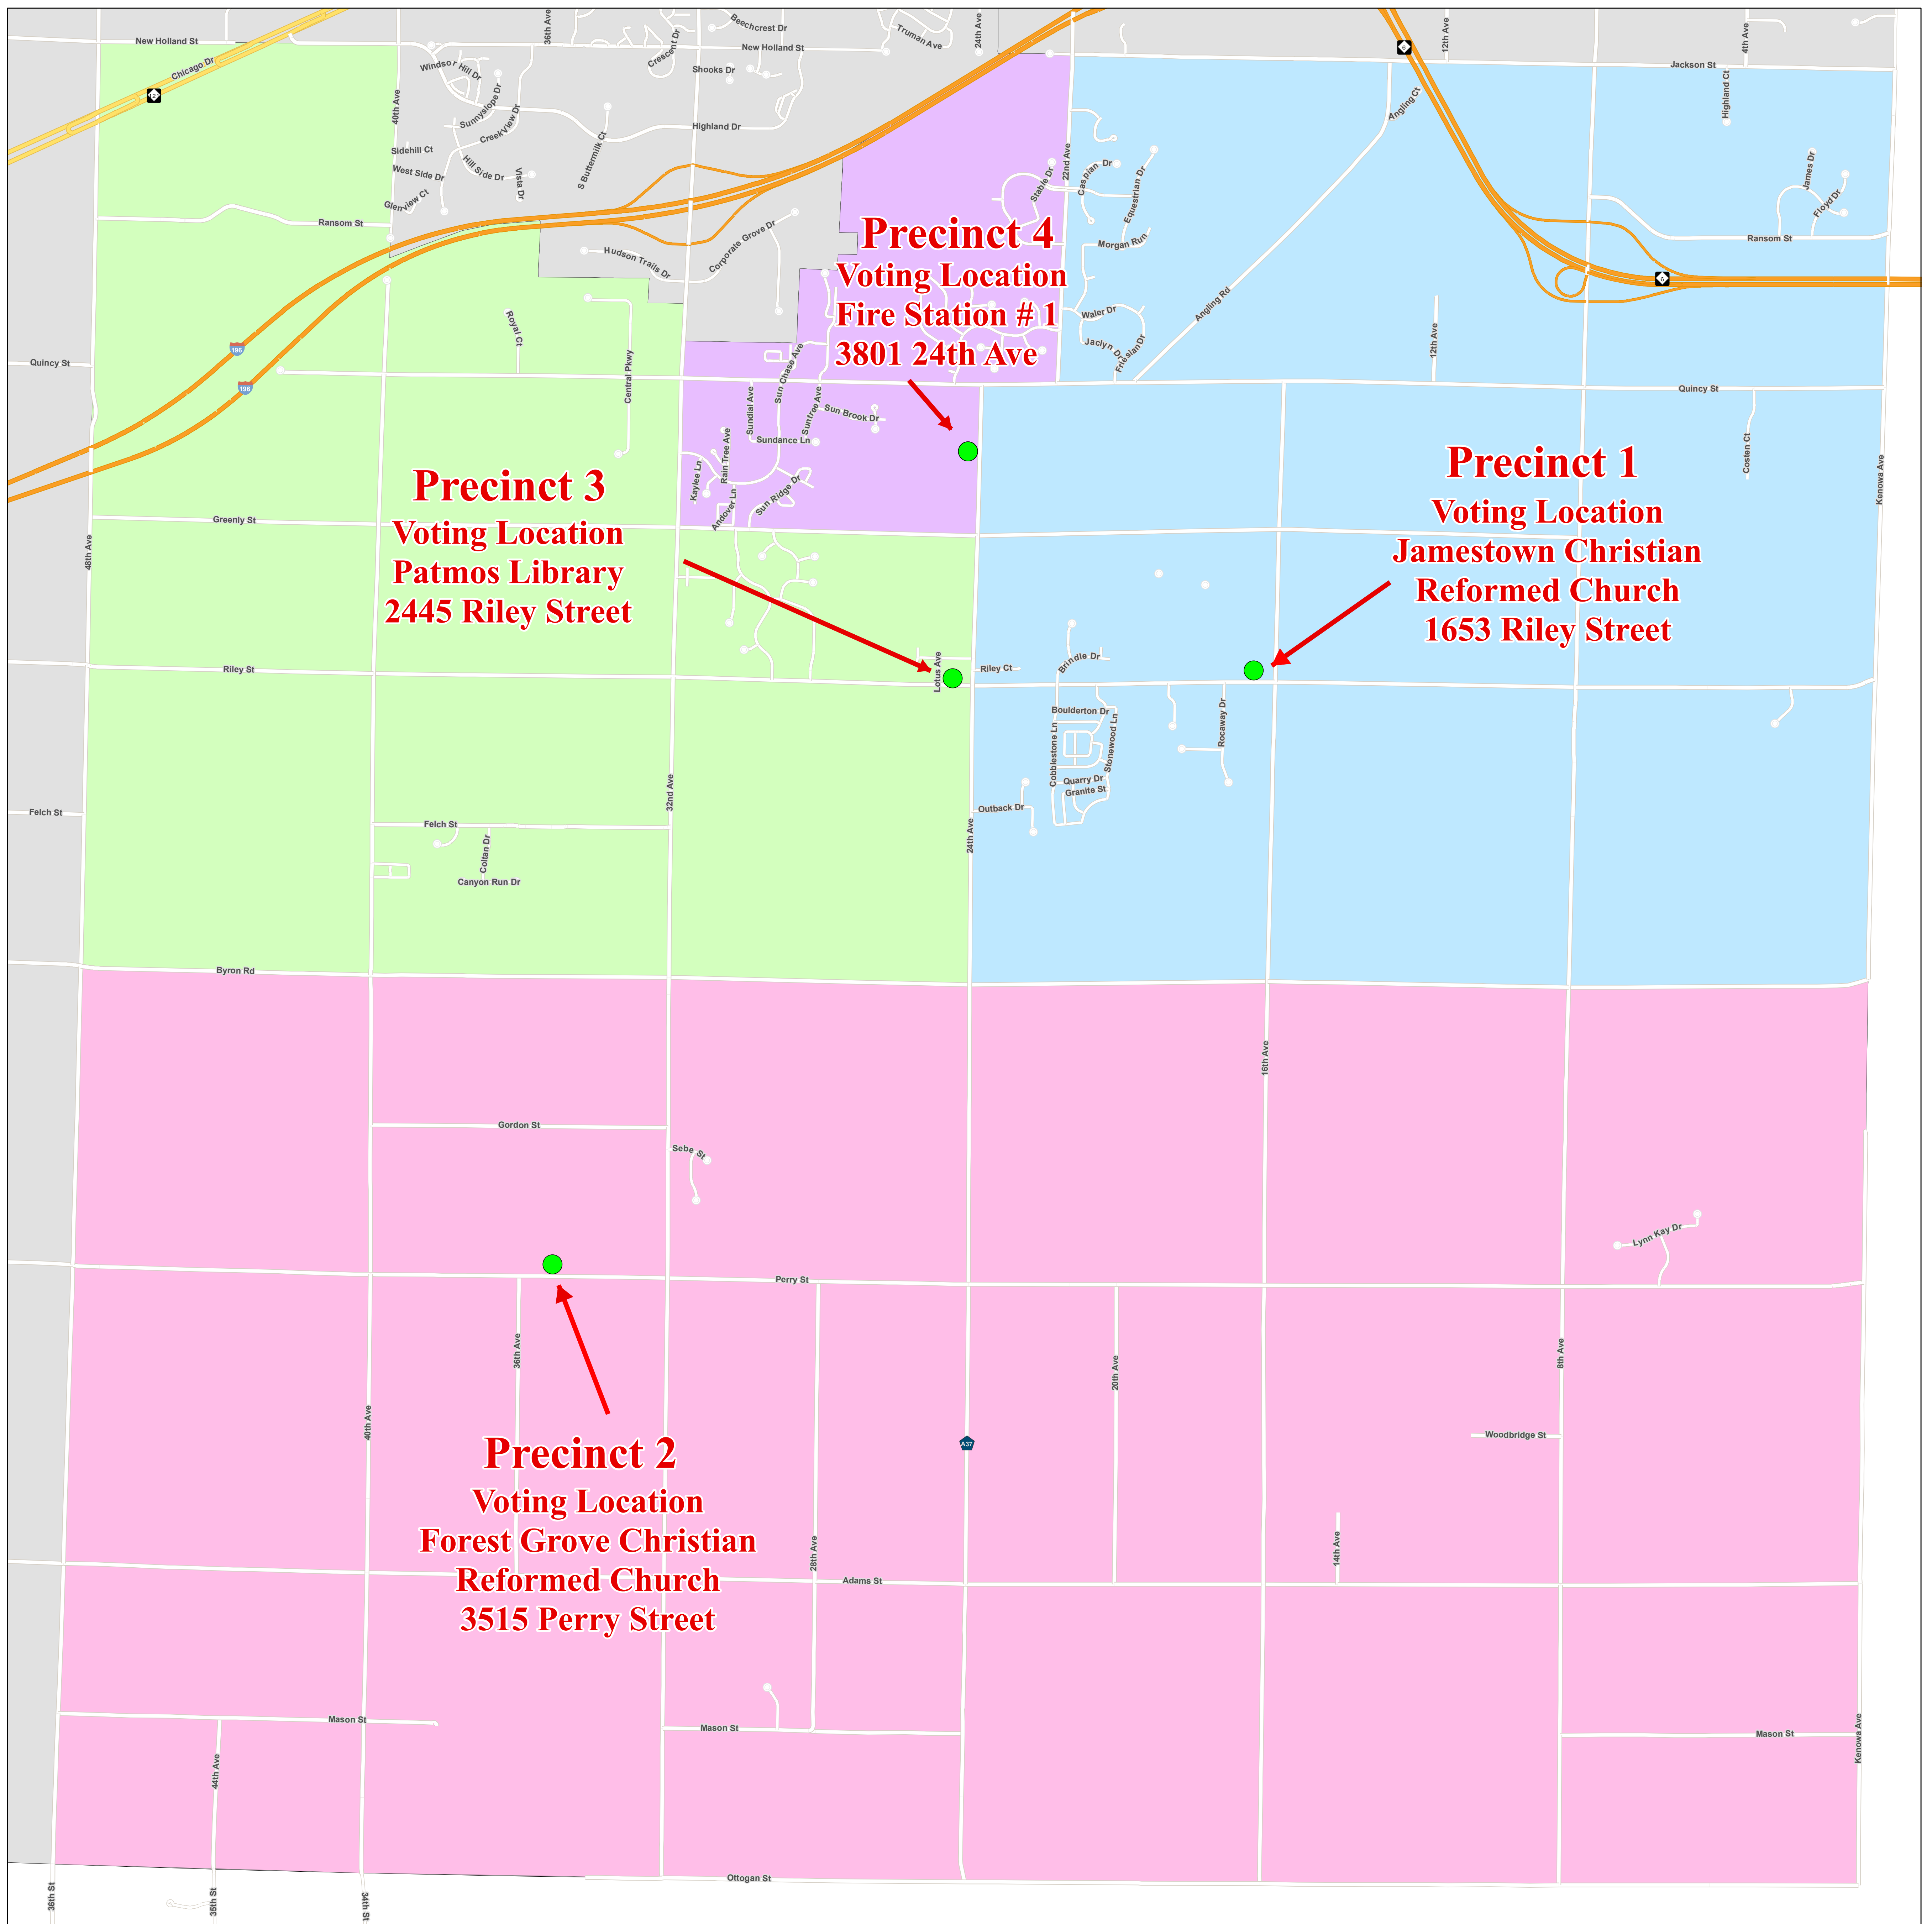 New Holland St
Chicago Dr
36th Ave
Beechcrest Dr
Crescent Dr
New Holland St
Truman Ave
24th Ave
12th Ave
4th Ave
Jackson St
Windsor Hill Dr
Shooks Dr
40th Ave
Sunnyslope Dr
CreekView Dr
Highland Dr
Angling Ct
Highland Ct
Sidehill Ct
West Side Dr
Hill Side Dr
Vista Dr
S Buttermilk Ct
Glenview Ct
22nd Ave
Stable Dr
Caspian Dr
Equestrian Dr
Morgan Run
James Dr
Floyd Dr
Ransom St
Ransom St
Hudson Trails Dr
Corporate Grove Dr
6
6
Precinct 4
Voting Location
Fire Station # 1
3801 24th Ave
Angling Rd
Waler Dr
Jaclyn Dr
Friesian Dr
12th Ave
Royal Ct
Central Pkwy
196
196
Quincy St
Quincy St
Sun Chase Ave
Sundial Ave
Suntree Ave
Sun Brook Dr
Sundance Ln
Rain Tree Ave
Kaylee Ln
Andover Ln
Sun Ridge Dr
Costen Ct
Kenowa Ave
Precinct 3
Voting Location
Patmos Library
2445 Riley Street
Precinct 1
Voting Location
Jamestown Christian
Reformed Church
1653 Riley Street
Greenly St
48th Ave
Riley St
Lotus Ave
Riley Ct
Brindle Dr
Boulderton Dr
Cobblestone Ln
Stonewood Ln
Rocaway Dr
Quarry Dr
Granite St
Outback Dr
32nd Ave
24th Ave
Felch St
Felch St
Coltan Dr
Canyon Run Dr
Byron Rd
16th Ave
Gordon St
Sebe St
Lynn Kay Dr
Perry St
36th Ave
20th Ave
8th Ave
40th Ave
A37
Woodbridge St
Precinct 2
Voting Location
Forest Grove Christian
Reformed Church
3515 Perry Street
28th Ave
14th Ave
Adams St
Mason St
Mason St
Mason St
44th Ave
Kenowa Ave
Ottogan St
36th St
35th St
34th St